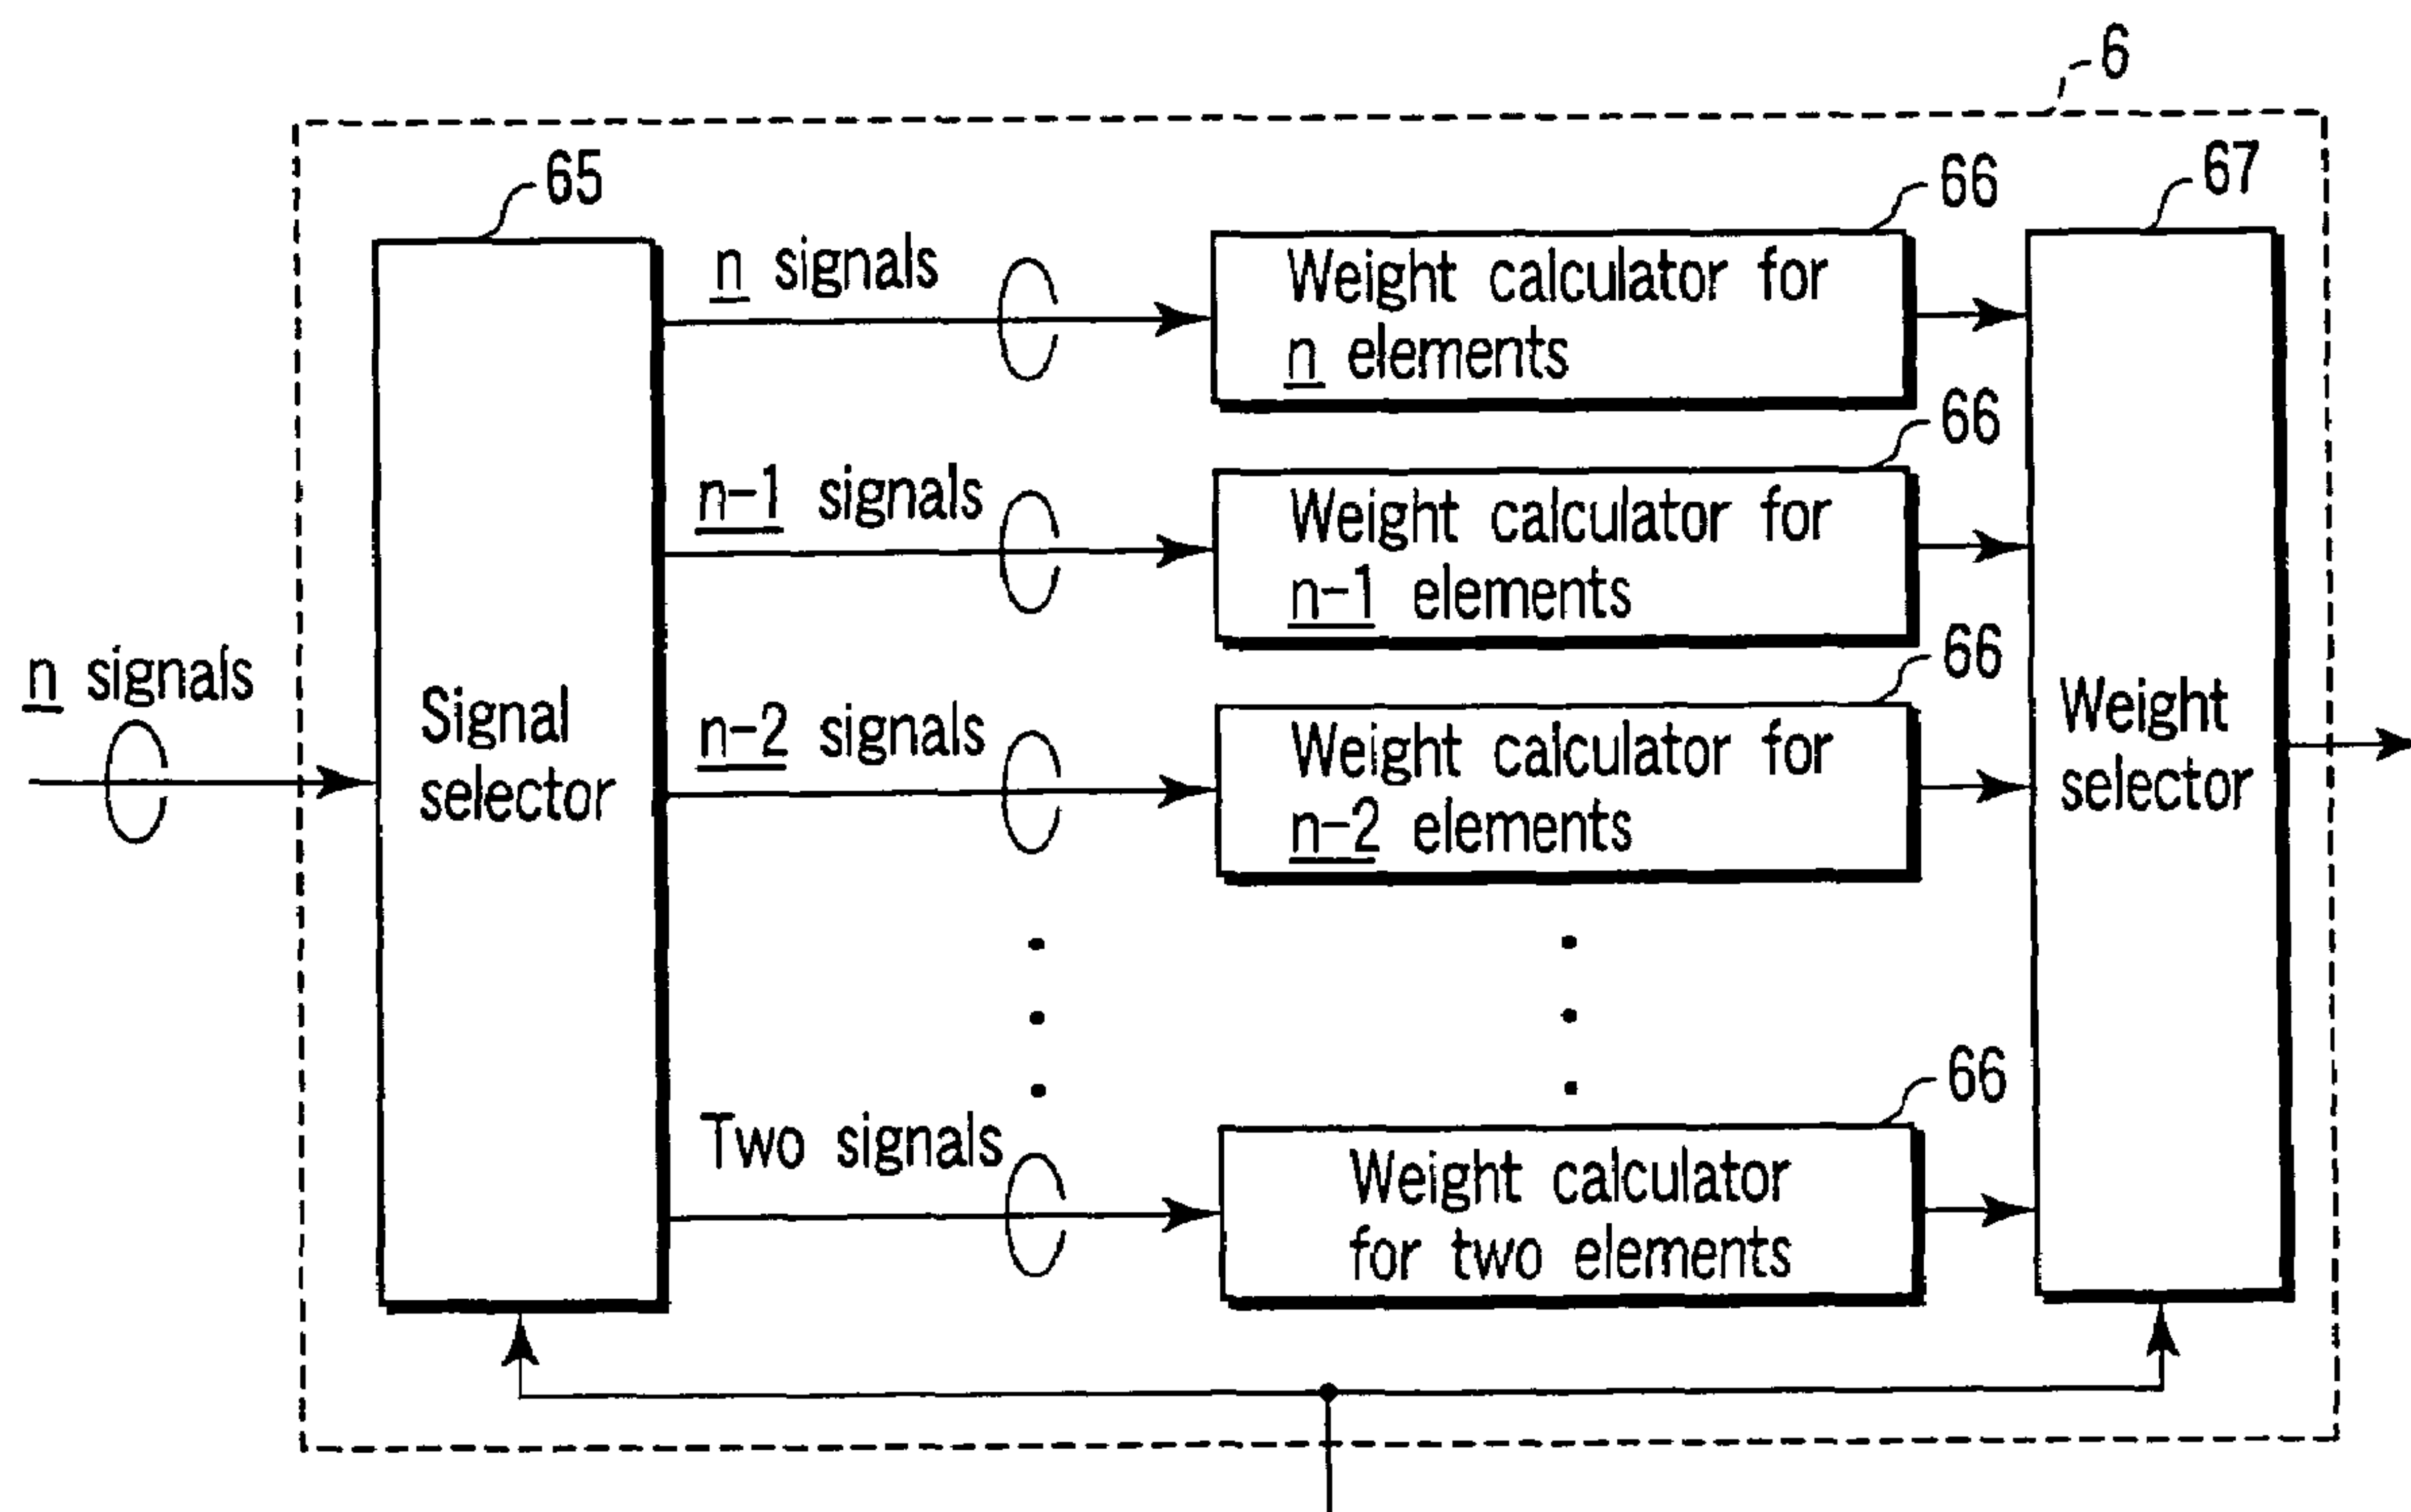 6
65
66
67
n signals
Weight calculator for
n elements
66
n-1 signals
Weight calculator for
n-1 elements
66
n signals
Signal
selector
n-2 signals
Weight calculator for
n-2 elements
Weight
selector
66
Two signals
Weight calculator
for two elements